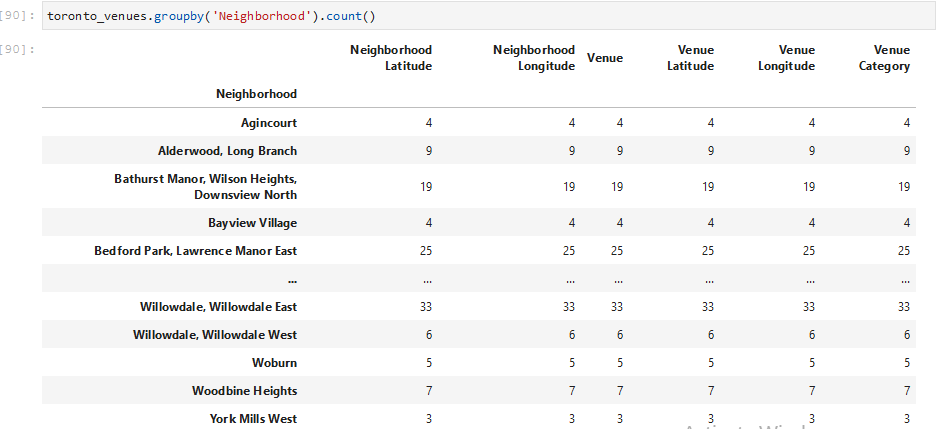 [90]: toronto_venues.groupby('Neighborhood').count()
[90]:
Neighborhood Latitude Neighborhood Longitude Venue Venue Latitude Venue Longitude Venue Category
Neighborhood
Agincourt 4 4 4 4 4 4
Alderwood, Long Branch 9 9 9 9 9 9
Bathurst Manor, Wilson Heights,
Downsview North 19 19 19 19 19 19
Bayview Village 4 4 4 4 4 4
Bedford Park, Lawrence Manor East 25 25 25 25 25 25
... ... ... ... ... ... ...
Willowdale, Willowdale East 33 33 33 33 33 33
Willowdale, Willowdale West 6 6 6 6 6 6
Woburn 5 5 5 5 5 5
Woodbine Heights 7 7 7 7 7 7
York Mills West 3 3 3 3 3 3